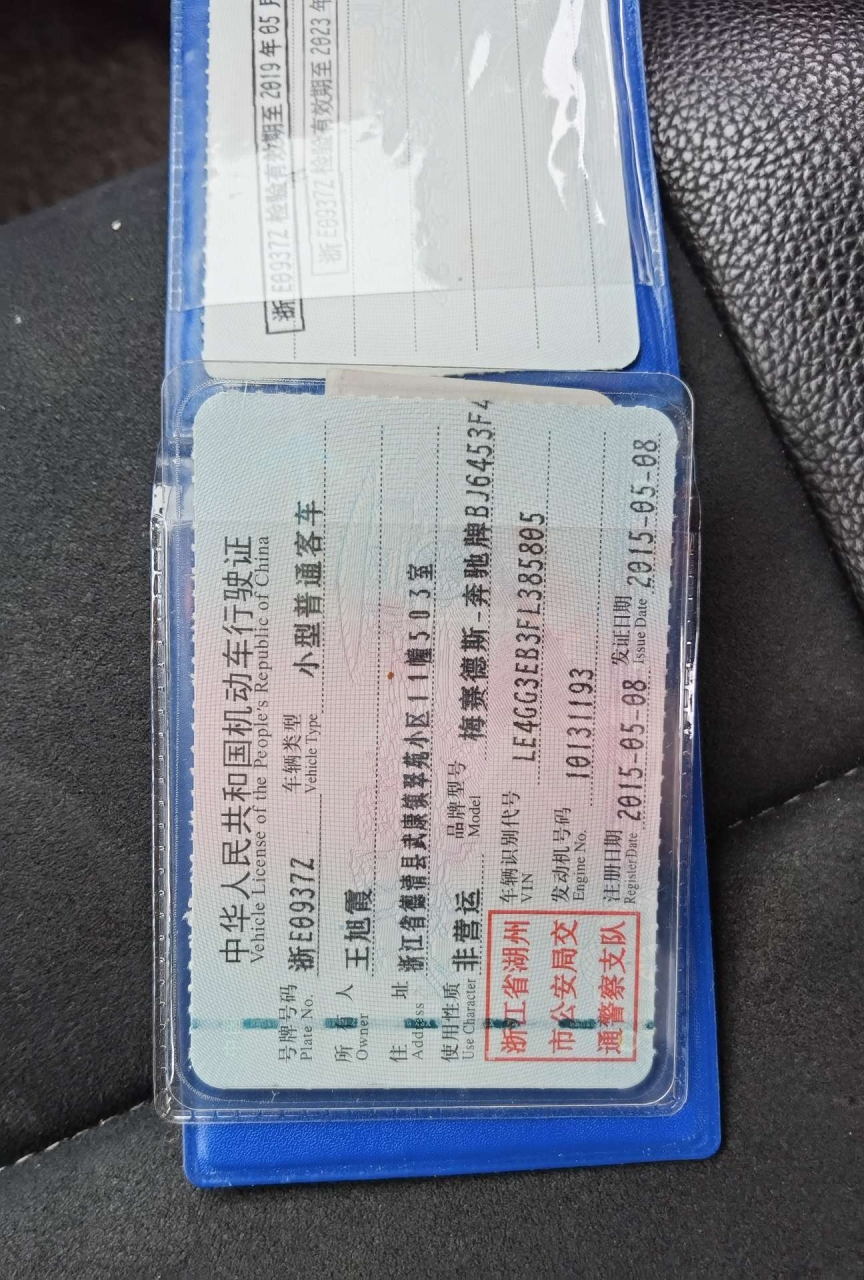 中华人民共和国机动车行驶证
Vehicle License of the People's Republic of China
号牌号码 浙E0937Z 车辆类型 小型普通客车
Plate No. Vehicle Type
所有人 王旭霞
Owner
住址 浙江省德清县武康镇翠苑小区11幢503室
Address
使用性质 非营运 品牌型号 梅赛德斯-奔驰牌BJ6453F4
Use Character Model
浙江省湖州
市公安局交
通警察支队
车辆识别代号 LE4GG3EB3FL385805
VIN
发动机号码 10131193
Engine No.
注册日期 2015-05-08 发证日期 2015-05-08
Register Date Issue Date
浙E0937Z 检验有效期至2019年05月
浙E0937Z 检验有效期至2023年